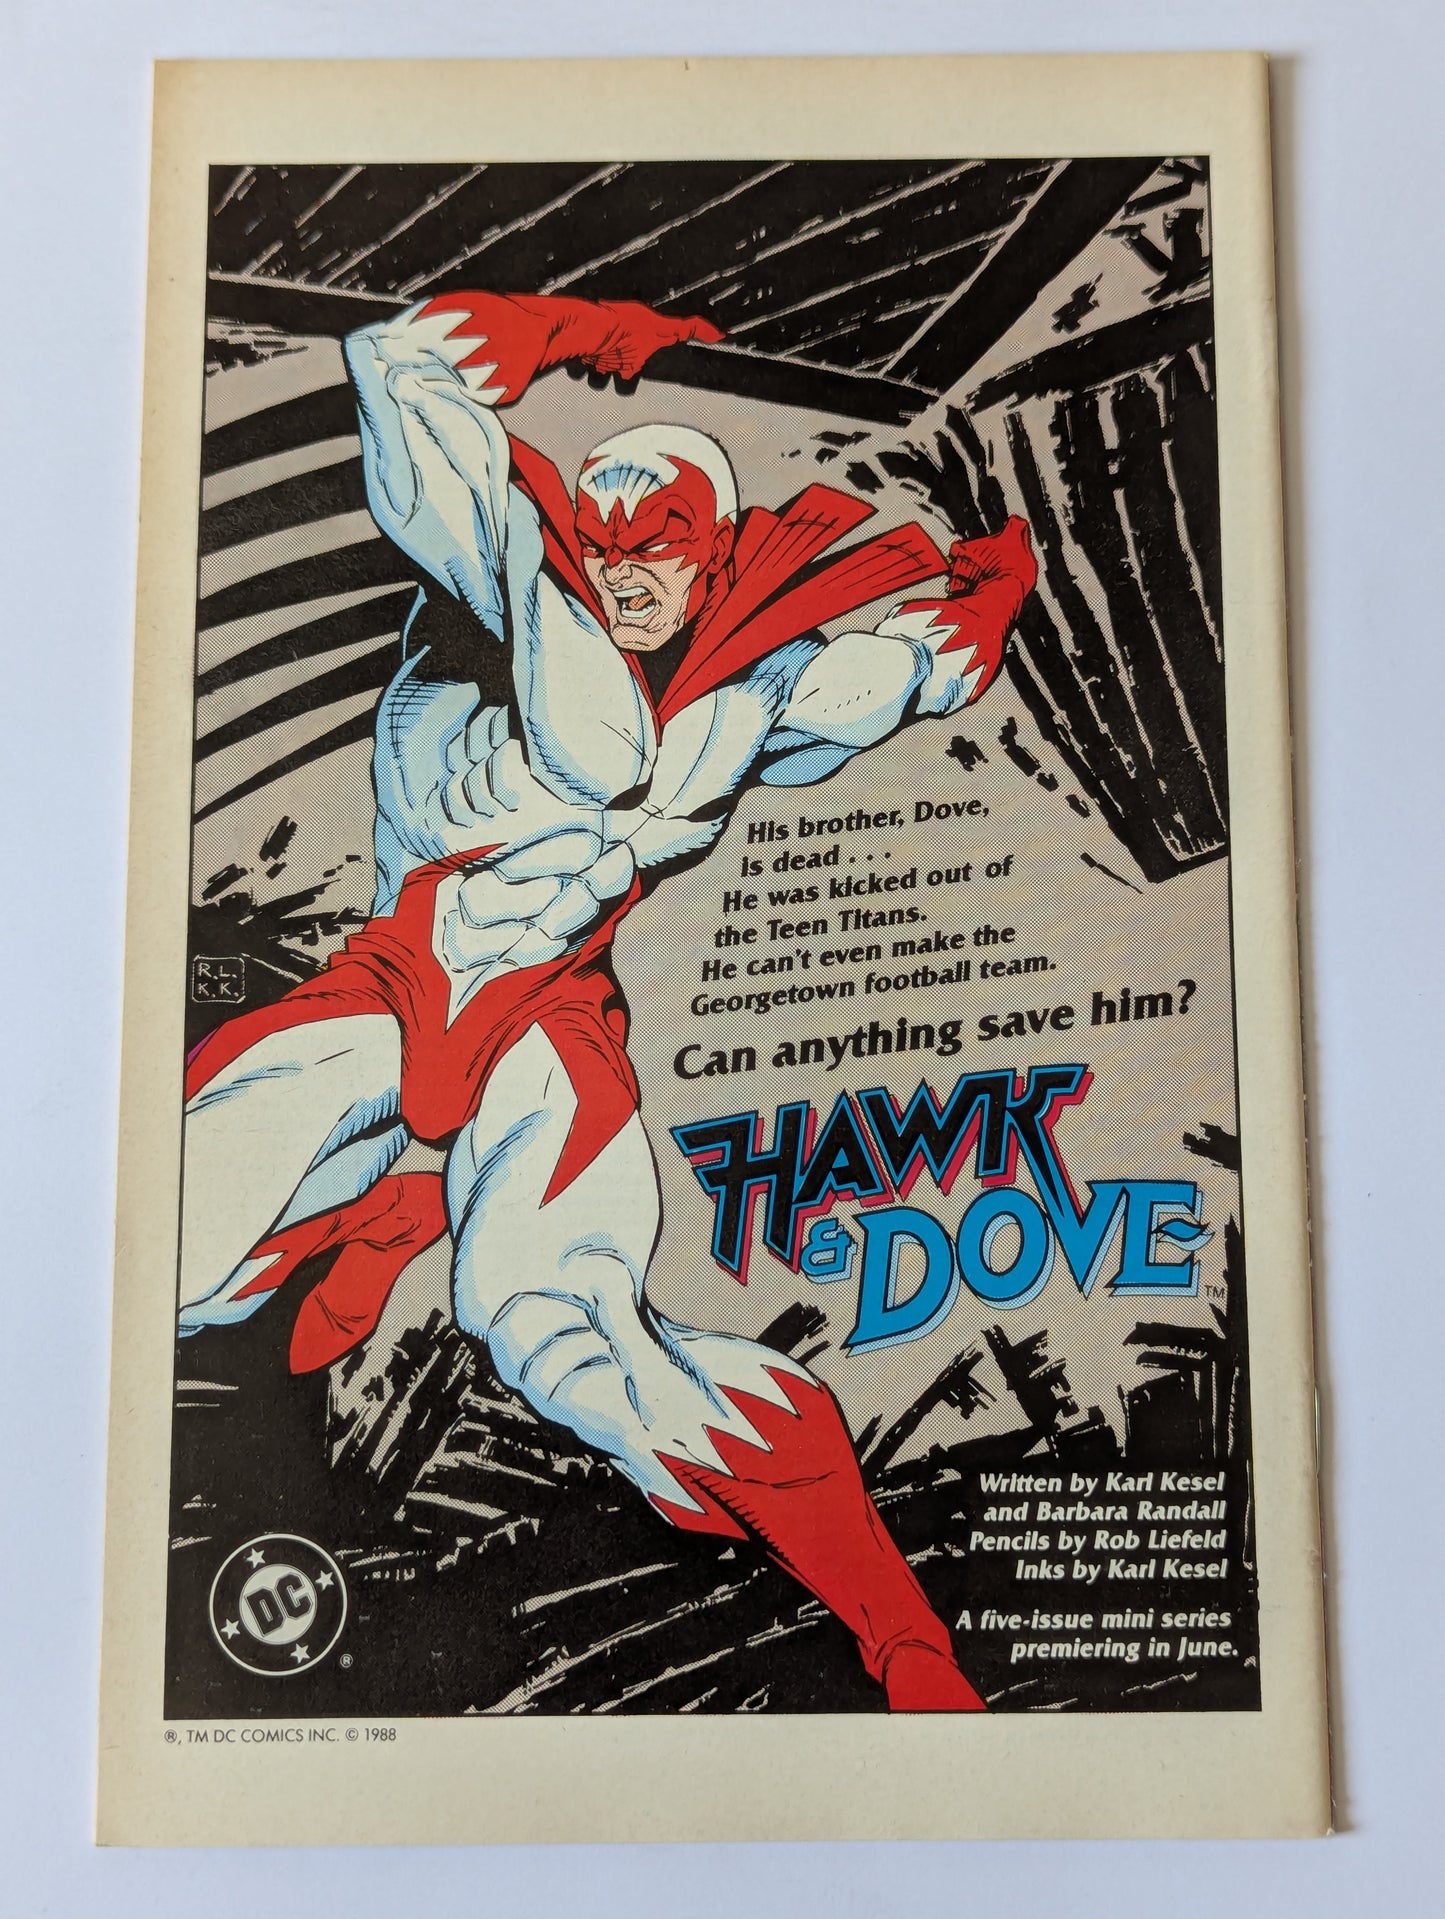 R.L.
K.K.
His brother, Dove,
is dead . . .
He was kicked out of
the Teen Titans.
He can't even make the
Georgetown football team.
Can anything save him?
HAWK
& DOVE
TM
Written by Karl Kesel
and Barbara Randall
Pencils by Rob Liefeld
Inks by Karl Kesel
A five-issue mini series
premiering in June.
DC
®
®, TM DC COMICS INC. © 1988